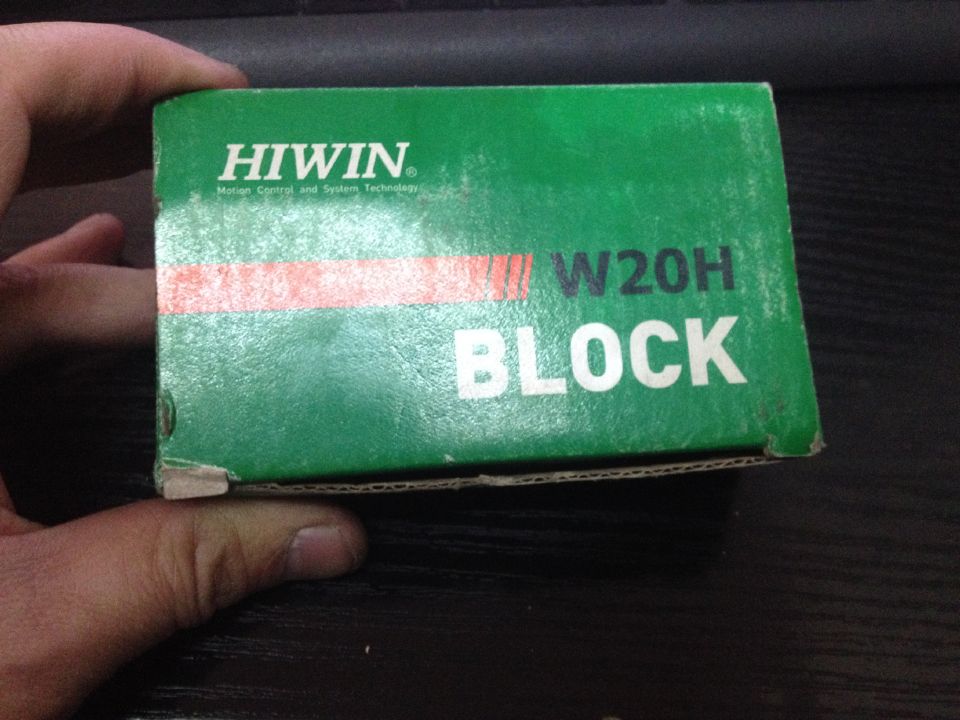 HIWIN®
Motion Control and System Technology
W20H
BLOCK